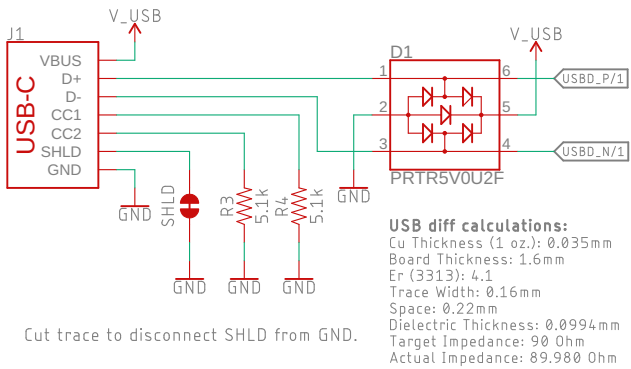 J1
V_USB
USB-C
VBUS
D+
D-
CC1
CC2
SHLD
GND
GND
SHLD
GND
R3
5.1k
GND
R4
5.1k
GND
D1
1
2
3
6
5
4
PRTR5V0U2F
GND
V_USB
USBD_P/1
USBD_N/1
USB diff calculations:
Cu Thickness (1 oz.): 0.035mm
Board Thickness: 1.6mm
Er (3313): 4.1
Trace Width: 0.16mm
Space: 0.22mm
Dielectric Thickness: 0.0994mm
Target Impedance: 90 Ohm
Actual Impedance: 89.980 Ohm
Cut trace to disconnect SHLD from GND.